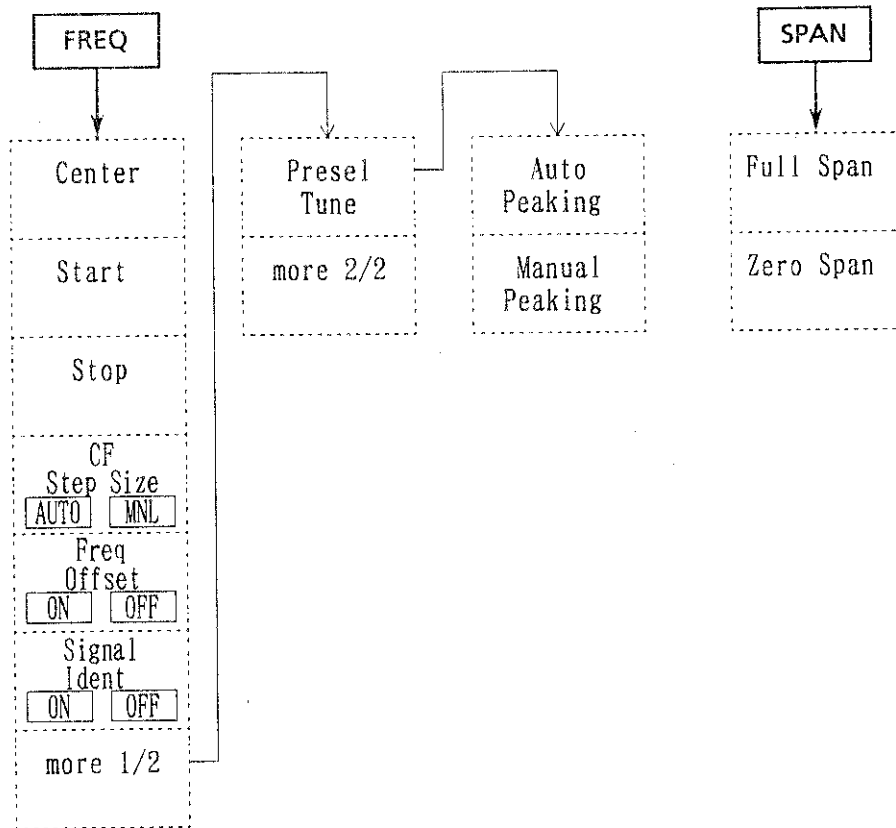 FREQ
Center
Start
Stop
CF
Step Size
AUTO MNL
Freq
Offset
ON OFF
Signal
Ident
ON OFF
more 1/2
Presel
Tune
more 2/2
Auto
Peaking
Manual
Peaking
SPAN
Full Span
Zero Span